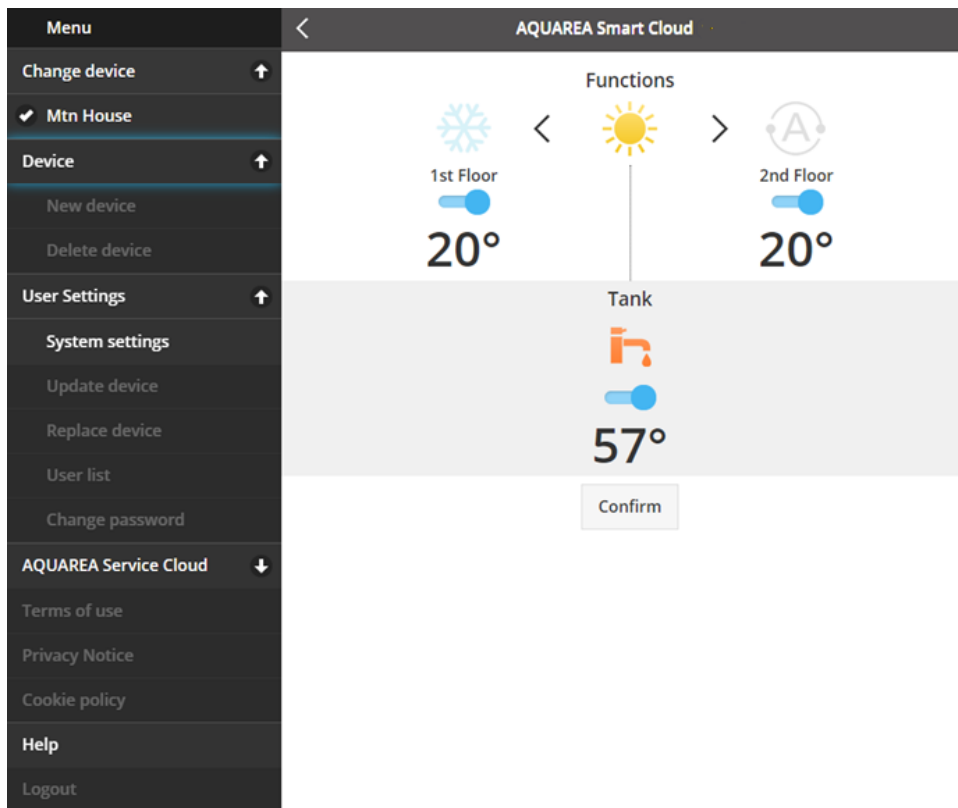 Menu
Change device
Mtn House
Device
New device
Delete device
User Settings
System settings
Update device
Replace device
User list
Change password
AQUAREA Service Cloud
Terms of use
Privacy Notice
Cookie policy
Help
Logout
AQUAREA Smart Cloud
Functions
A
1st Floor
2nd Floor
20°
20°
Tank
57°
Confirm